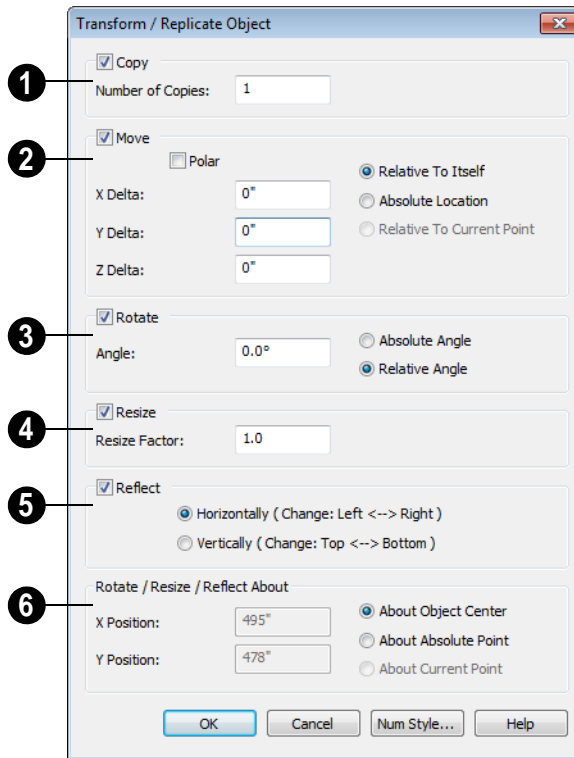 Transform / Replicate Object
1
Copy
Number of Copies: 1
2
Move
Polar
Relative To Itself
X Delta: 0"
Absolute Location
Y Delta: 0"
Relative To Current Point
Z Delta: 0"
3
Rotate
Absolute Angle
Angle: 0.0°
Relative Angle
4
Resize
Resize Factor: 1.0
5
Reflect
Horizontally ( Change: Left <--> Right )
Vertically ( Change: Top <--> Bottom )
6
Rotate / Resize / Reflect About
X Position: 495"
About Object Center
About Absolute Point
Y Position: 478"
About Current Point
OK Cancel Num Style... Help